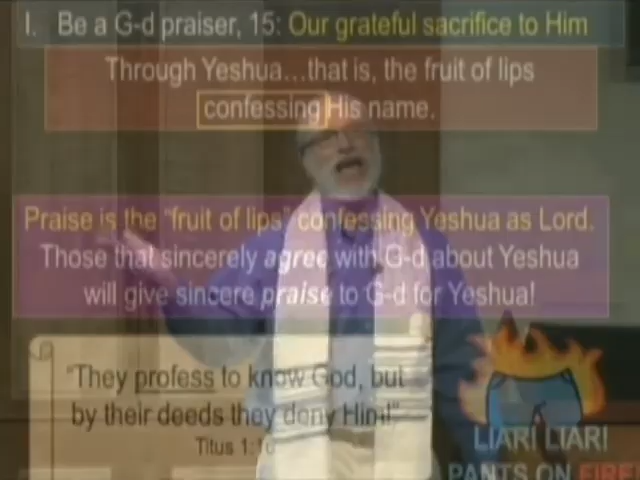 I. Be a G-d praiser, 15: Our grateful sacrifice to Him
Through Yeshua...that is, the fruit of lips
confessing His name.
Praise is the "fruit of lips" confessing Yeshua as Lord.
Those that sincerely agree with G-d about Yeshua
will give sincere praise to G-d for Yeshua!
"They profess to know God, but
by their deeds they deny Him!"
Titus 1:16
LIAR! LIAR!
PANTS ON FIRE!